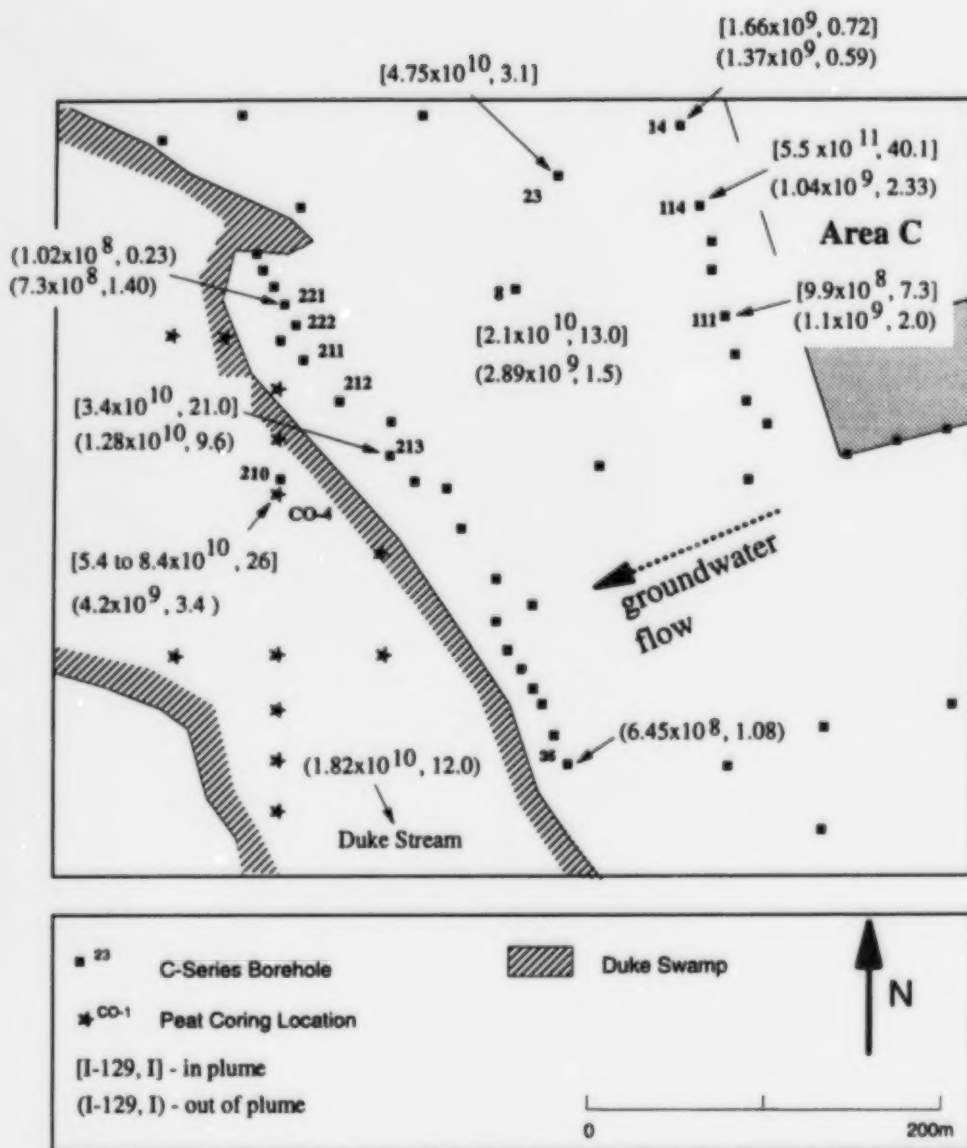 [1.66x10^9, 0.72]
(1.37x10^9, 0.59)
[4.75x10^10, 3.1]
14
23
[5.5 x10^11, 40.1]
(1.04x10^9, 2.33)
114
Area C
(1.02x10^8, 0.23)
(7.3x10^8, 1.40)
221
222
8
[9.9x10^8, 7.3]
(1.1x10^9, 2.0)
111
211
[2.1x10^10, 13.0]
(2.89x10^9, 1.5)
212
[3.4x10^10, 21.0]
(1.28x10^10, 9.6)
213
210
CO-4
[5.4 to 8.4x10^10, 26]
(4.2x10^9, 3.4 )
groundwater
flow
(6.45x10^8, 1.08)
36
(1.82x10^10, 12.0)
Duke Stream
23
C-Series Borehole
Duke Swamp
CO-1
Peat Coring Location
N
[I-129, I] - in plume
(I-129, I) - out of plume
0
200m